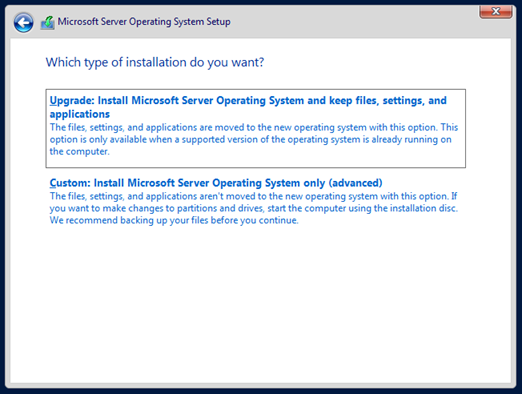 Microsoft Server Operating System Setup
Which type of installation do you want?
Upgrade: Install Microsoft Server Operating System and keep files, settings, and
applications
The files, settings, and applications are moved to the new operating system with this option. This
option is only available when a supported version of the operating system is already running on
the computer.
Custom: Install Microsoft Server Operating System only (advanced)
The files, settings, and applications aren't moved to the new operating system with this option. If
you want to make changes to partitions and drives, start the computer using the installation disc.
We recommend backing up your files before you continue.